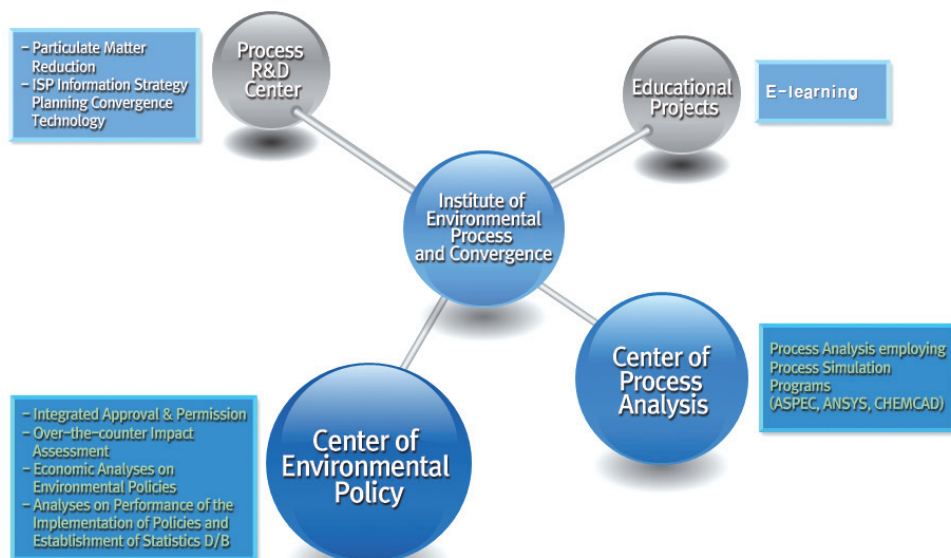 – Particulate Matter
Reduction
– ISP Information Strategy
Planning Convergence
Technology
Process
R&D
Center
Educational
Projects
E-learning
Institute of
Environmental
Process
and Convergence
Center of
Process
Analysis
Process Analysis employing
Process Simulation
Programs
(ASPEC, ANSYS, CHEMCAD)
– Integrated Approval & Permission
– Over-the-counter Impact
Assessment
– Economic Analyses on
Environmental Policies
– Analyses on Performance of the
Implementation of Policies and
Establishment of Statistics D/B
Center of
Environmental
Policy